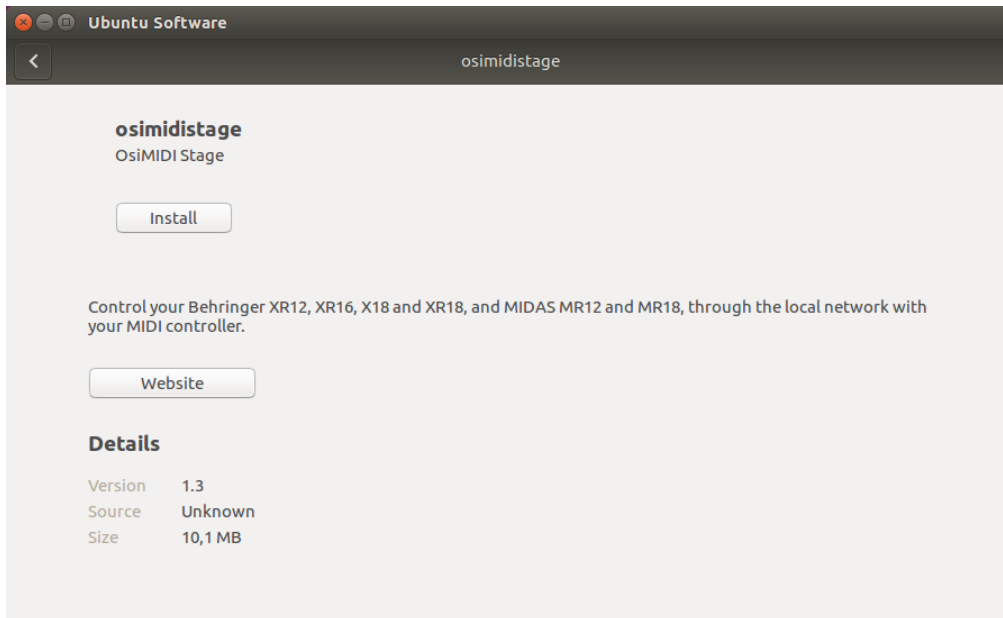 Ubuntu Software
osimidistage
osimidistage
OsiMIDI Stage
Install
Control your Behringer XR12, XR16, X18 and XR18, and MIDAS MR12 and MR18, through the local network with
your MIDI controller.
Website
Details
Version 1.3
Source Unknown
Size 10,1 MB